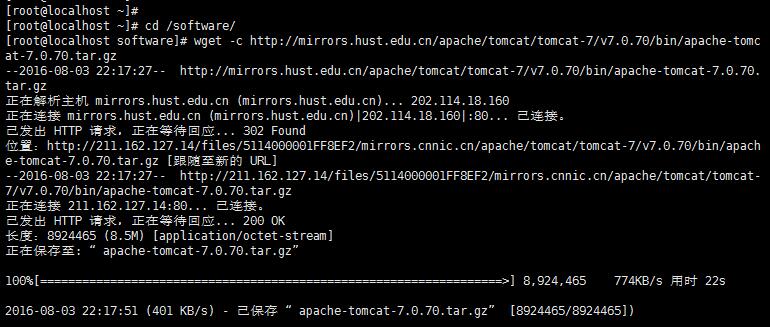 [root@localhost ~]#
[root@localhost ~]# cd /software/
[root@localhost software]# wget -c http://mirrors.hust.edu.cn/apache/tomcat/tomcat-7/v7.0.70/bin/apache-tomc
at-7.0.70.tar.gz
--2016-08-03 22:17:27--  http://mirrors.hust.edu.cn/apache/tomcat/tomcat-7/v7.0.70/bin/apache-tomcat-7.0.70.
tar.gz
正在解析主机 mirrors.hust.edu.cn (mirrors.hust.edu.cn)... 202.114.18.160
正在连接 mirrors.hust.edu.cn (mirrors.hust.edu.cn)|202.114.18.160|:80... 已连接。
已发出 HTTP 请求，正在等待回应... 302 Found
位置：http://211.162.127.14/files/5114000001FF8EF2/mirrors.cnnic.cn/apache/tomcat/tomcat-7/v7.0.70/bin/apach
e-tomcat-7.0.70.tar.gz [跟随至新的 URL]
--2016-08-03 22:17:27--  http://211.162.127.14/files/5114000001FF8EF2/mirrors.cnnic.cn/apache/tomcat/tomcat-
7/v7.0.70/bin/apache-tomcat-7.0.70.tar.gz
正在连接 211.162.127.14:80... 已连接。
已发出 HTTP 请求，正在等待回应... 200 OK
长度：8924465 (8.5M) [application/octet-stream]
正在保存至: “ apache-tomcat-7.0.70.tar.gz”
100%[=================================================================>] 8,924,465    774KB/s 用时 22s
2016-08-03 22:17:51 (401 KB/s) - 已保存 “ apache-tomcat-7.0.70.tar.gz”  [8924465/8924465])